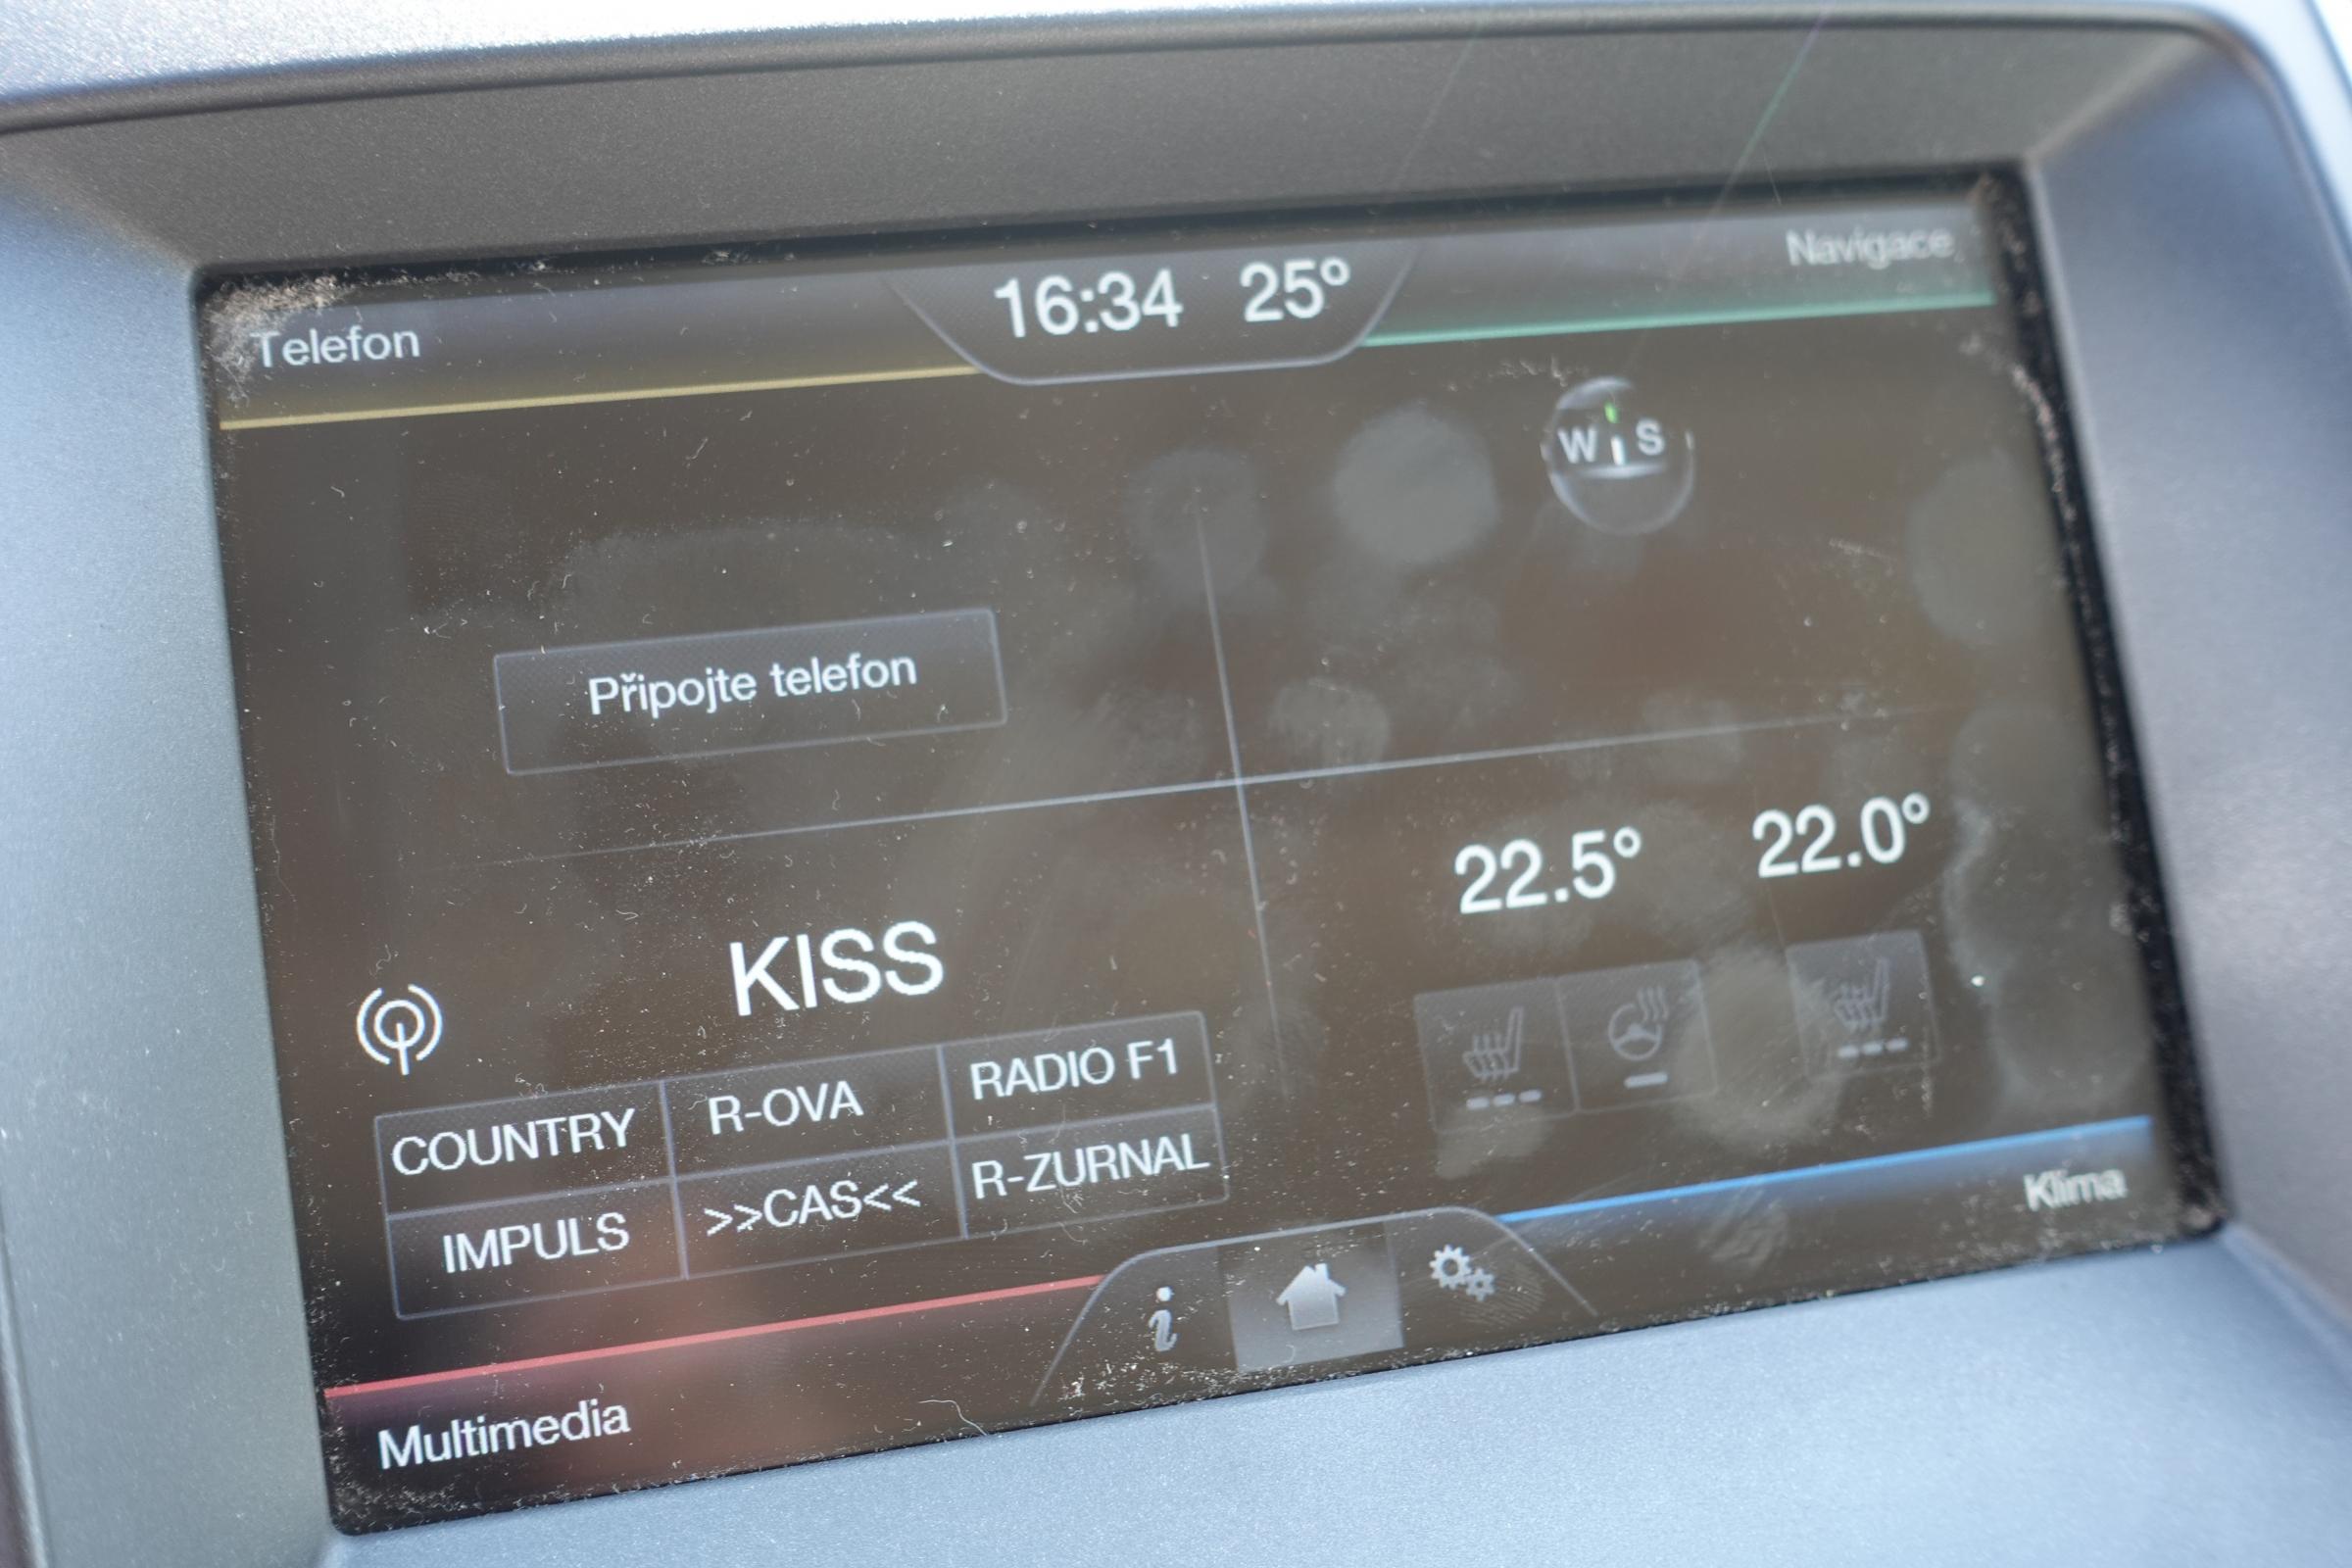 Telefon
16:34 25°
Navigace
W S
Připojte telefon
22.5° 22.0°
KISS
COUNTRY R-OVA RADIO F1
IMPULS >>CAS<< R-ZURNAL
Klima
i
Multimedia